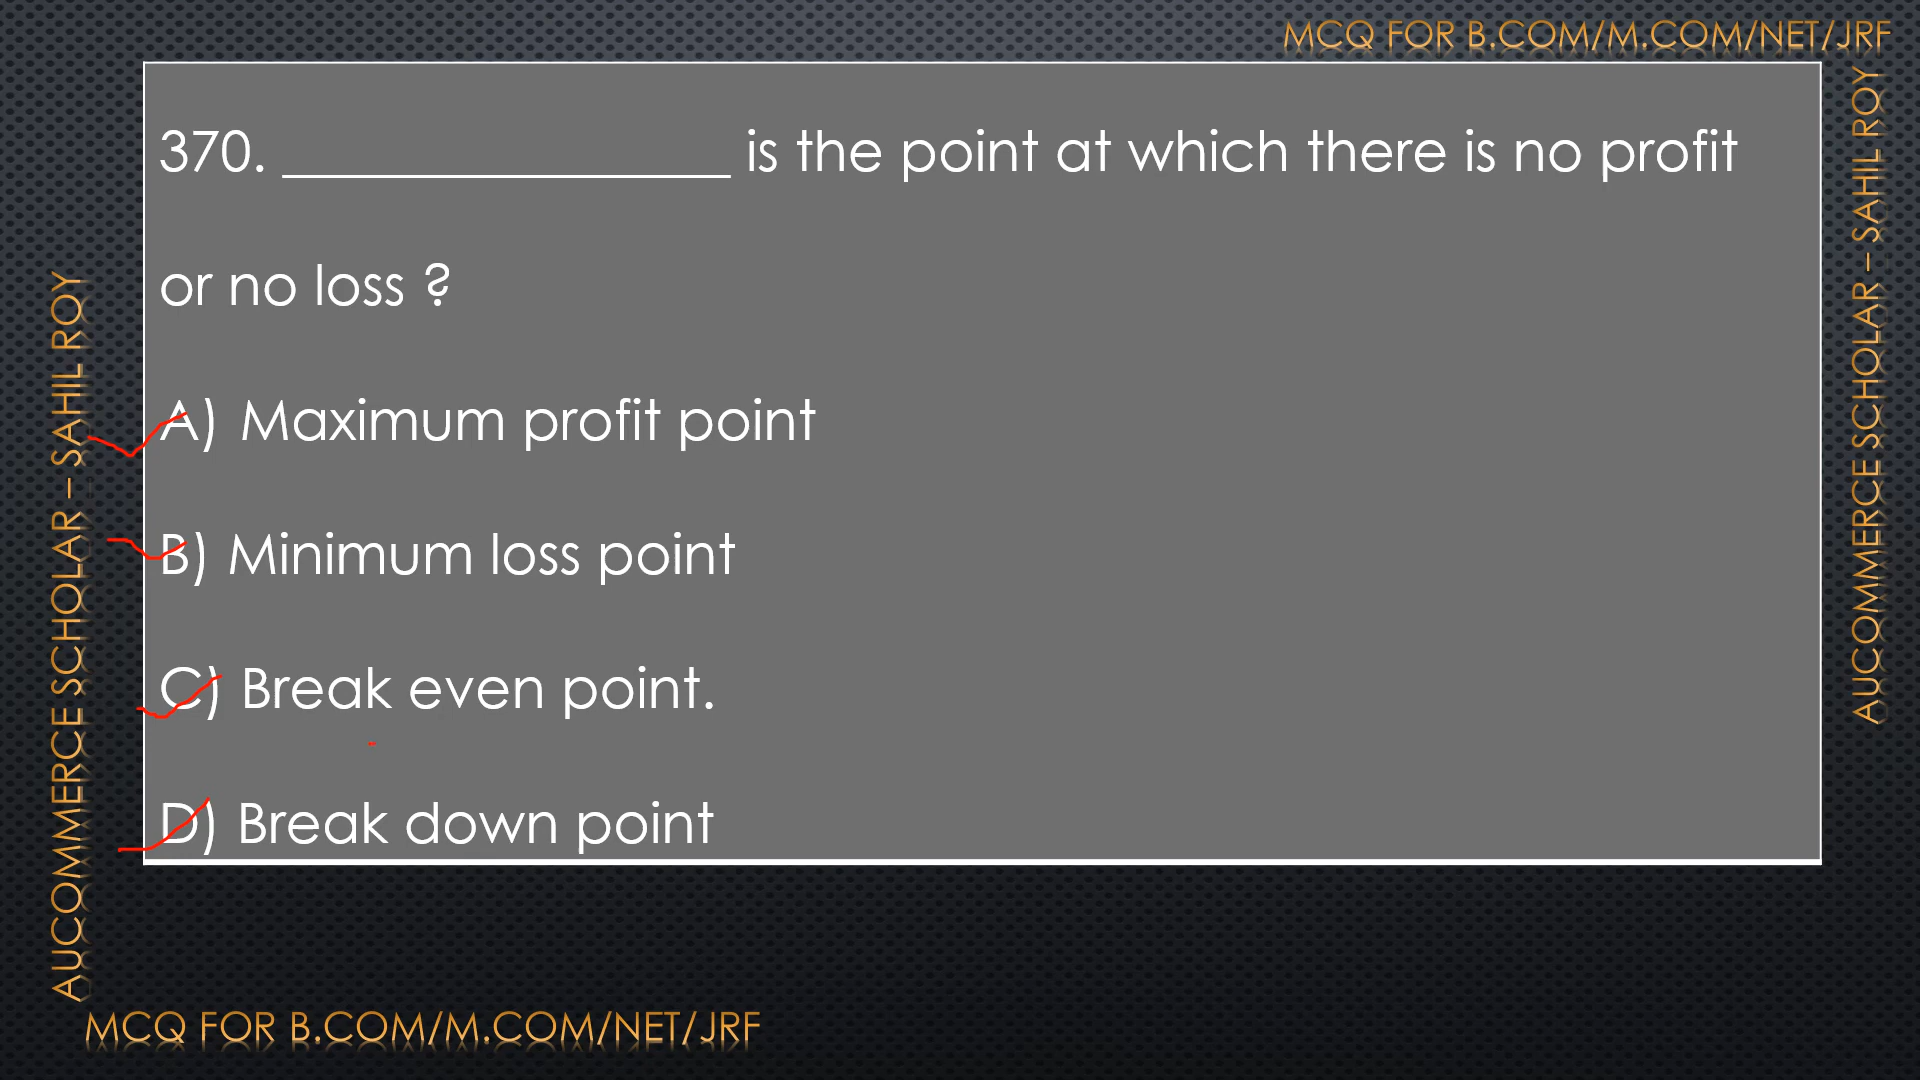 MCQ FOR B.COM/M.COM/NET/JRF
370. ________________ is the point at which there is no profit
or no loss ?
A) Maximum profit point
B) Minimum loss point
C) Break even point.
D) Break down point
AUCOMMERCE SCHOLAR – SAHIL ROY
AUCOMMERCE SCHOLAR – SAHIL ROY
MCQ FOR B.COM/M.COM/NET/JRF